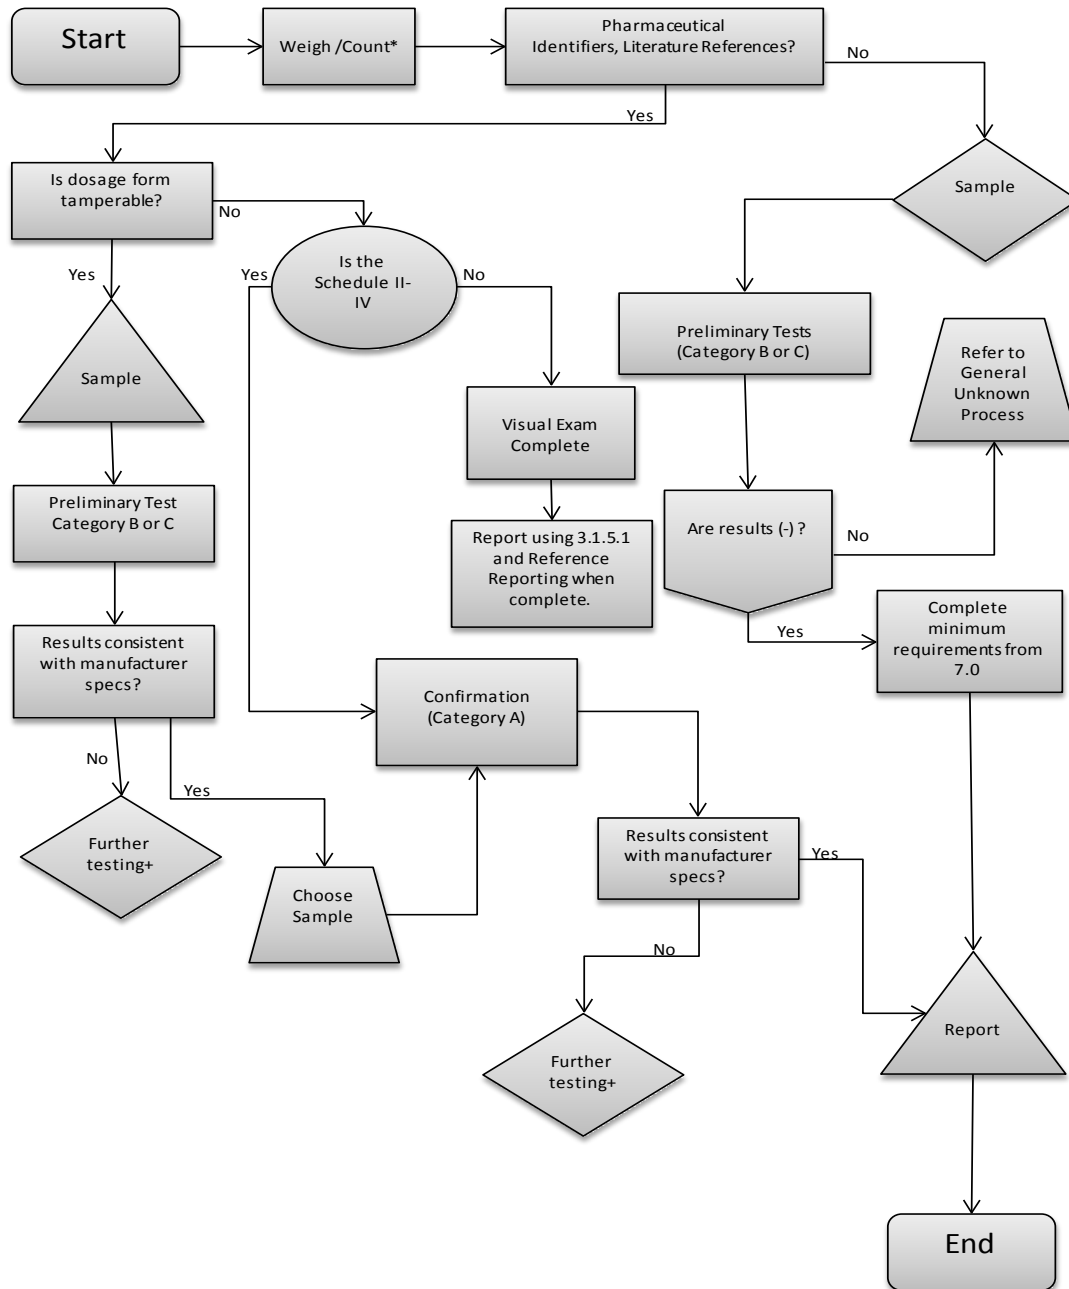 Start
Weigh /Count*
Pharmaceutical
Identifiers, Literature References?
No
Yes
Is dosage form
tamperable?
No
Sample
Yes
Is the
Schedule II-
IV
Yes
No
Sample
Preliminary Tests
(Category B or C)
Refer to
General
Unknown
Process
Visual Exam
Complete
Preliminary Test
Category B or C
Are results (-) ?
No
Report using 3.1.5.1
and Reference
Reporting when
complete.
Yes
Complete
minimum
requirements from
7.0
Results consistent
with manufacturer
specs?
Confirmation
(Category A)
No
Yes
Further
testing+
Choose
Sample
Results consistent
with manufacturer
specs?
Yes
No
Further
testing+
Report
End